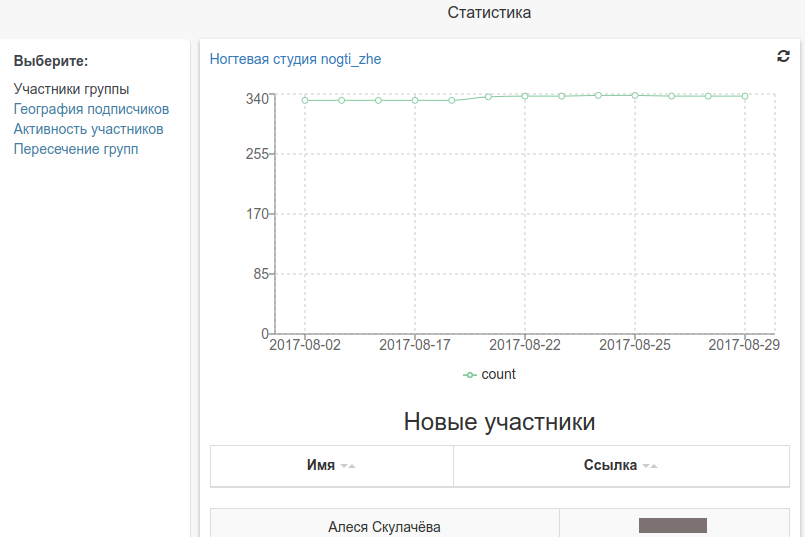 Статистика
Выберите:
Участники группы
География подписчиков
Активность участников
Пересечение групп
Ногтевая студия nogti_zhe
340
255
170
85
0
2017-08-02 2017-08-17 2017-08-22 2017-08-25 2017-08-29
count
Новые участники
Имя Ссылка
Алеся Скулачёва